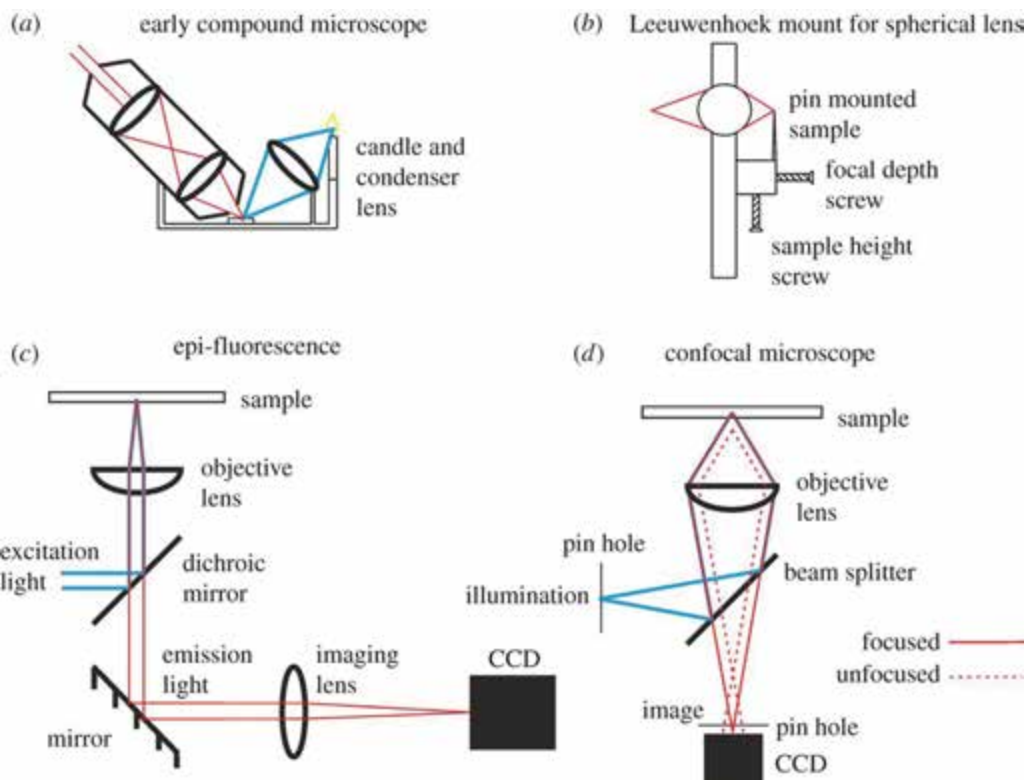 (a) early compound microscope
candle and
condenser
lens
(b) Leeuwenhoek mount for spherical lens
pin mounted
sample
focal depth
screw
sample height
screw
(c) epi-fluorescence
sample
objective
lens
excitation
light
dichroic
mirror
emission
light
imaging
lens
CCD
mirror
(d) confocal microscope
sample
objective
lens
pin hole
illumination
beam splitter
focused
unfocused
image
pin hole
CCD